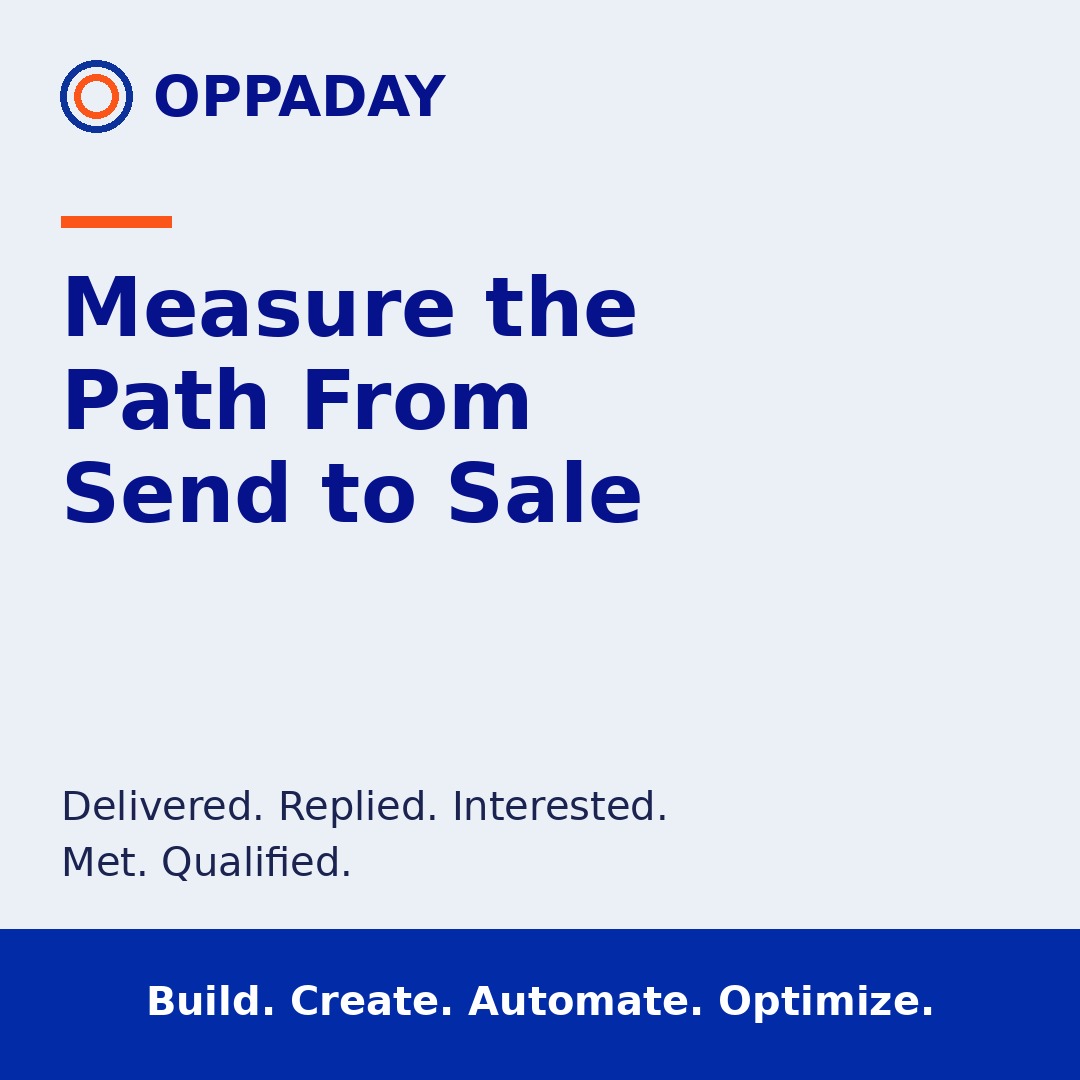 OPPADAY
Measure the
Path From
Send to Sale
Delivered. Replied. Interested.
Met. Qualified.
Build. Create. Automate. Optimize.